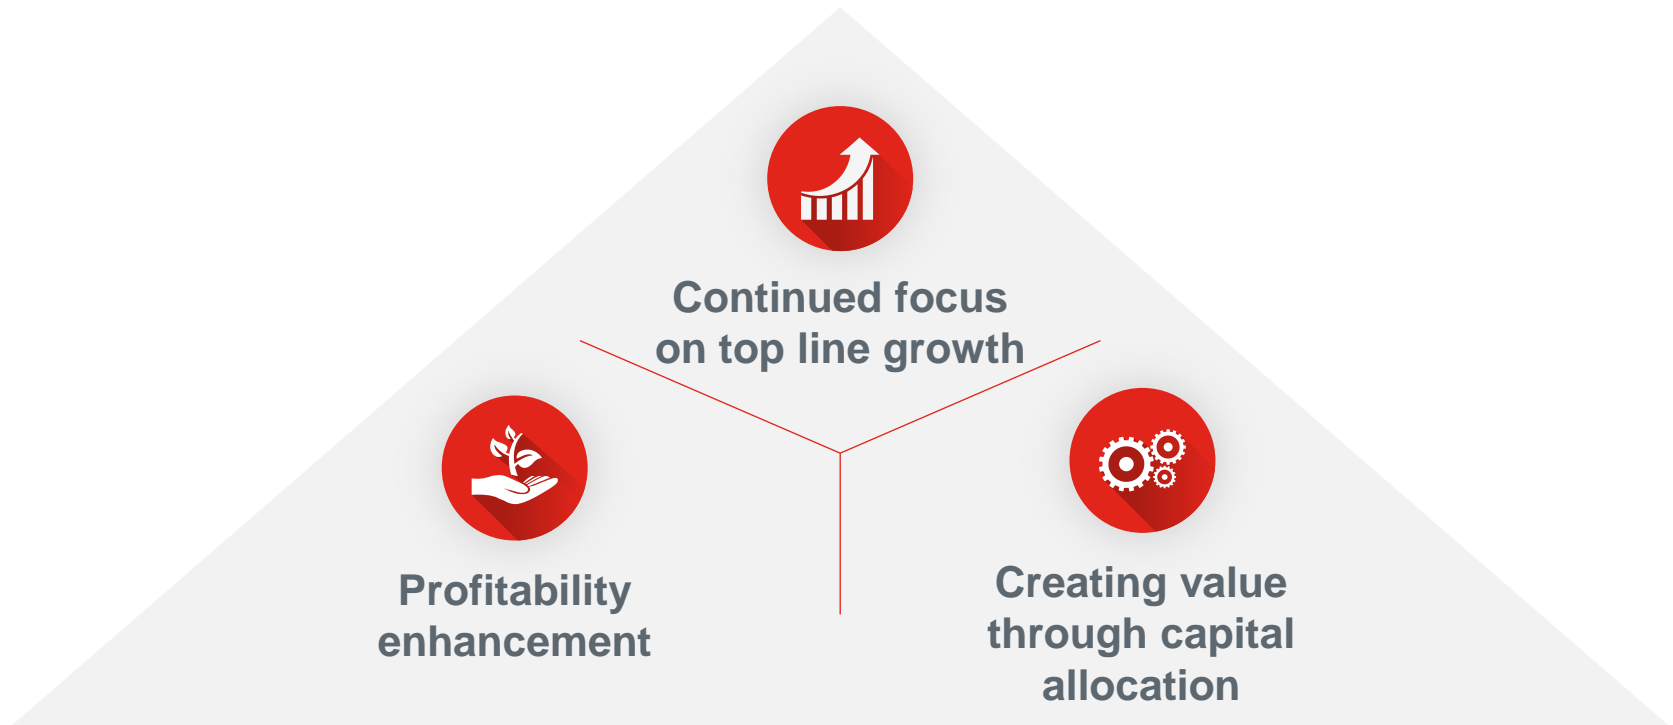 Continued focus
on top line growth
Profitability
enhancement
Creating value
through capital
allocation